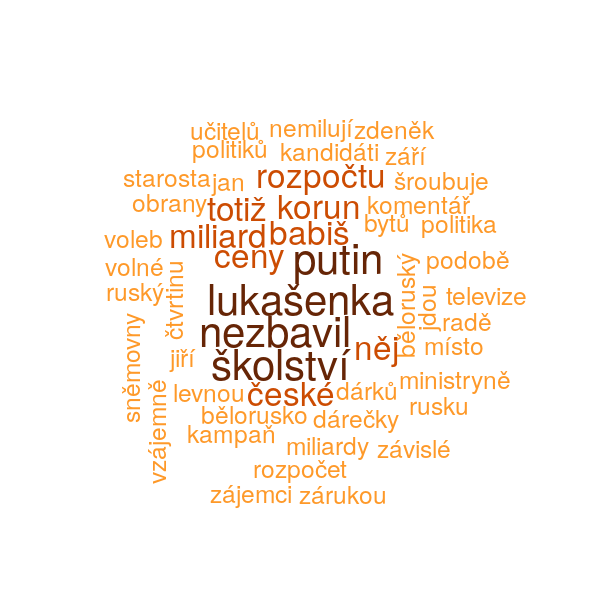 učitelů nemilují zdeněk
politiků kandidáti září
starosta jan rozpočtu šroubuje
obrany totiž korun komentář
voleb miliard babiš bytů politika
volné ceny putin běloruský podobě
ruský čtvrtinu lukašenka jdou televize
sněmovny nezbavil radě
jiří školství něj místo
vzájemně levnou české dárků ministryně
bělorusko dárečky rusku
kampaň miliardy závislé
rozpočet
zájemci zárukou